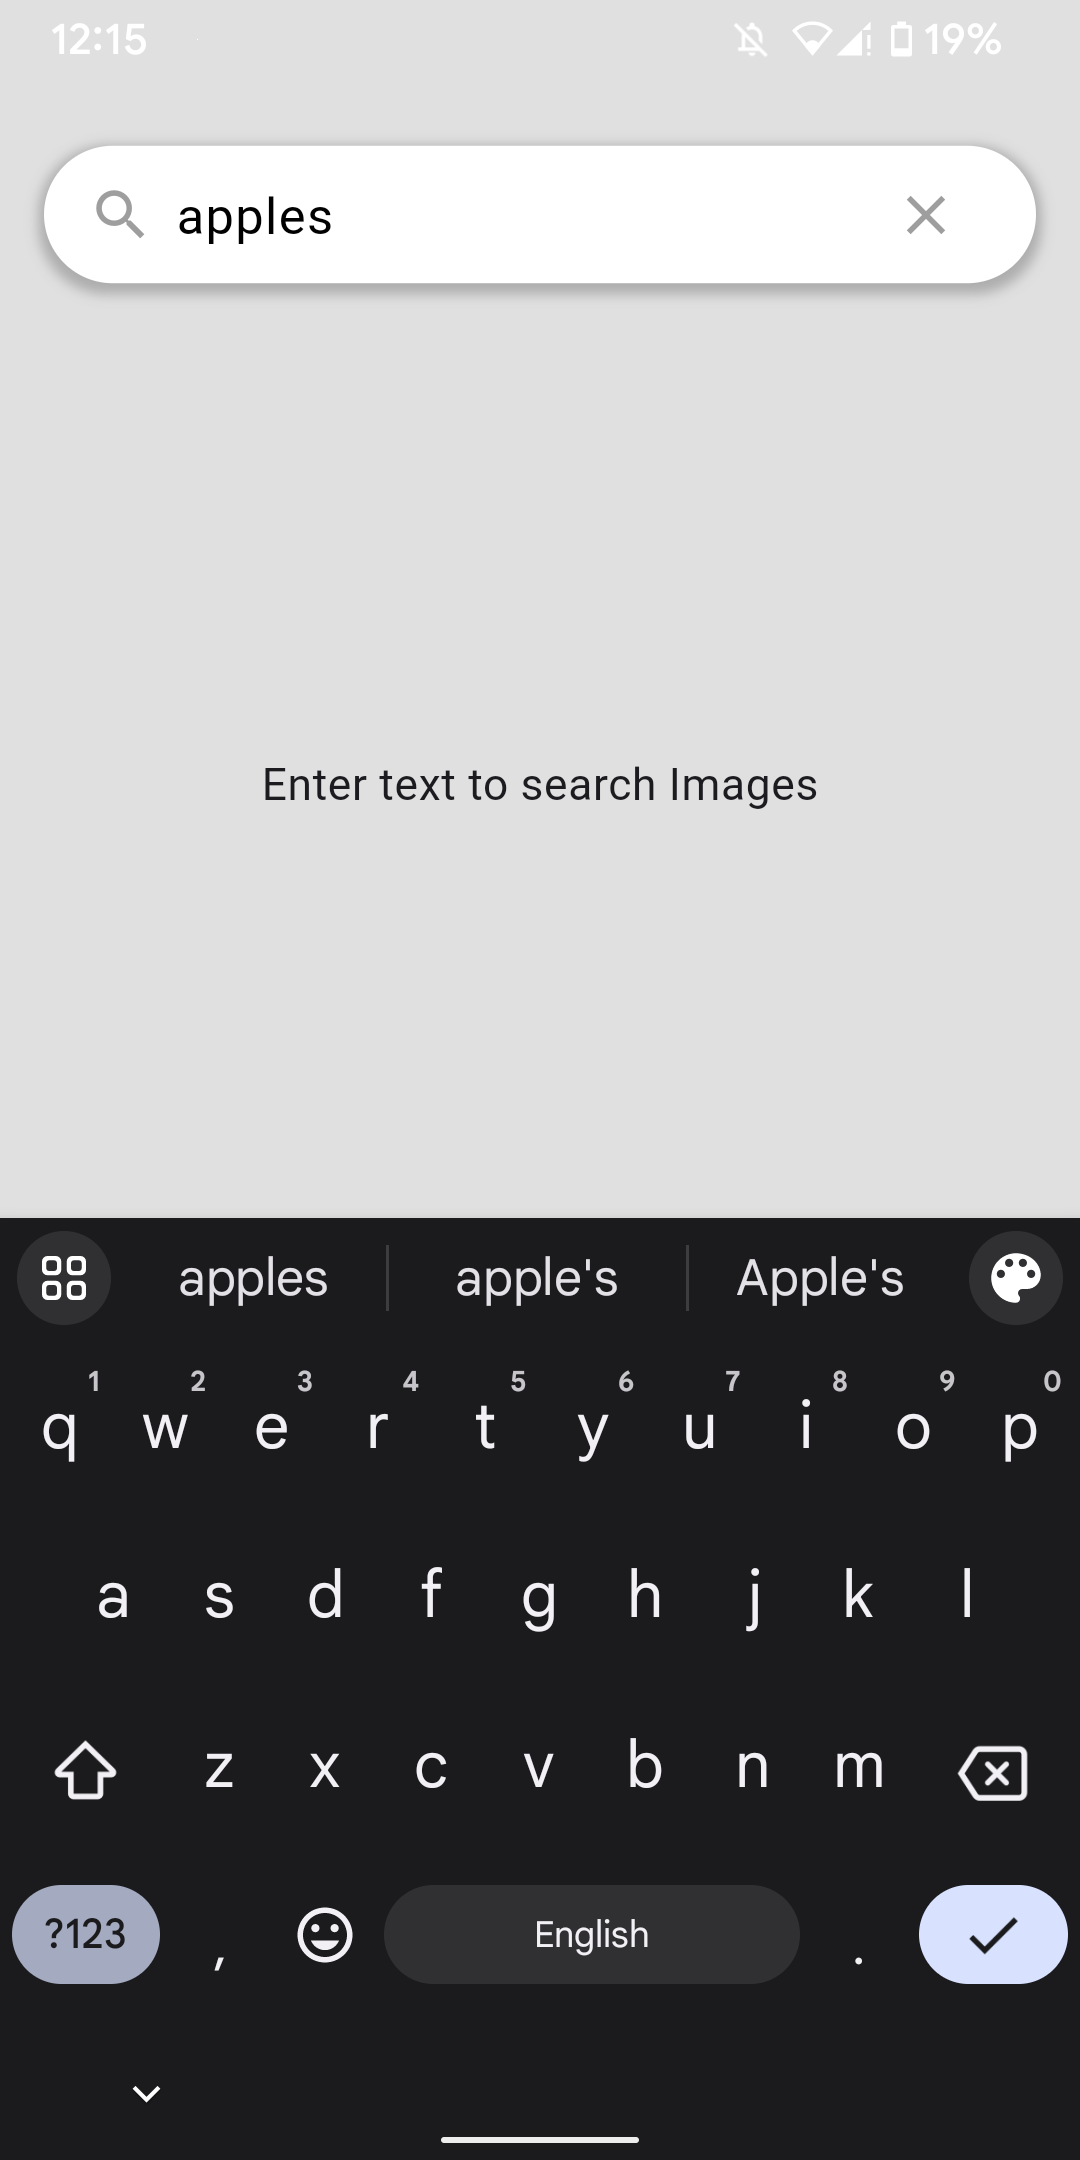 12:15 19%
apples
Enter text to search Images
apples apple's Apple's
1 2 3 4 5 6 7 8 9 0
q w e r t y u i o p
a s d f g h j k l
z x c v b n m
?123 , English .